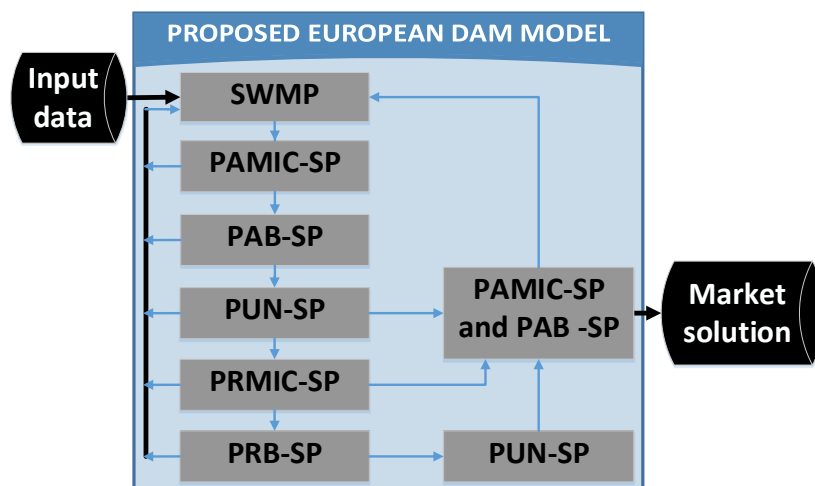 PROPOSED EUROPEAN DAM MODEL
Input
data
SWMP
PAMIC-SP
PAB-SP
PUN-SP
PRMIC-SP
PRB-SP
PAMIC-SP
and PAB -SP
PUN-SP
Market
solution